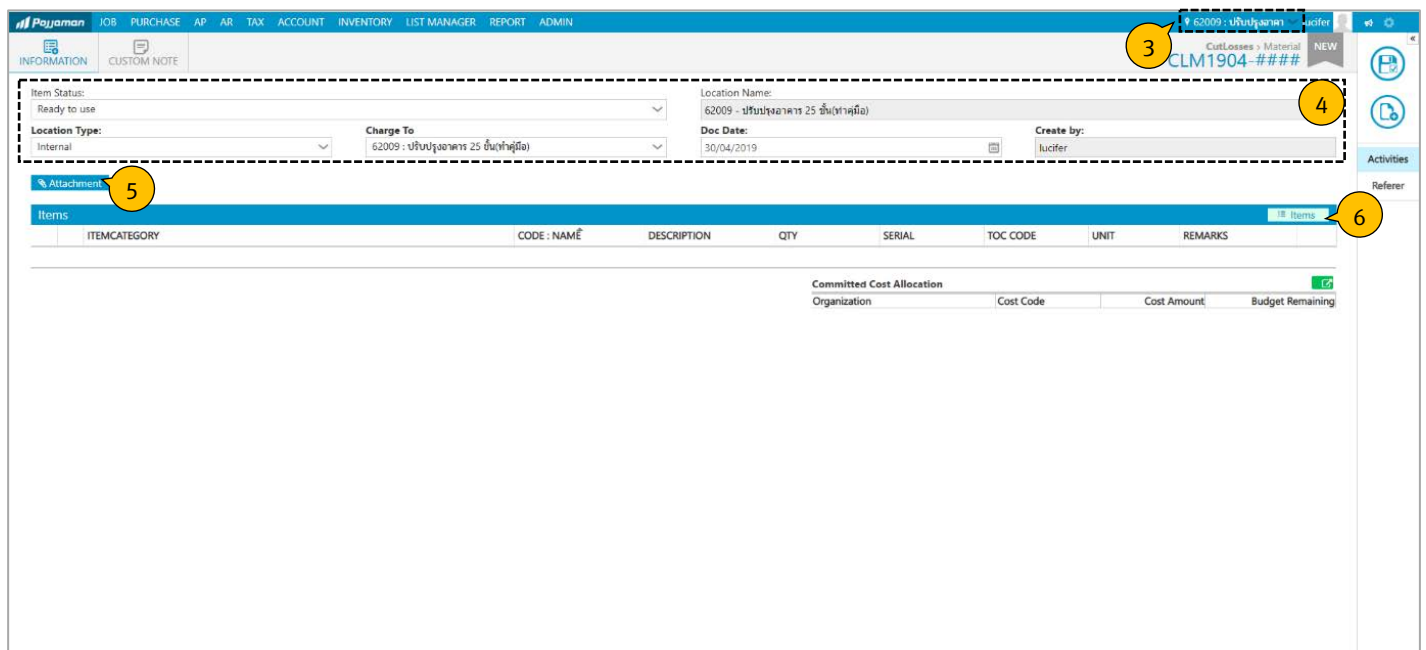 Pojjaman JOB PURCHASE AP AR TAX ACCOUNT INVENTORY LIST MANAGER REPORT ADMIN 62009 : ปรับปรุงอาคา lucifer
INFORMATION CUSTOM NOTE 3 CutLosses > Material NEW
CLM1904-####
Item Status: Location Name:
Ready to use 62009 - ปรับปรุงอาคาร 25 ชั้น(ทำคู่มือ) 4
Location Type: Charge To Doc Date: Create by:
Internal 62009 : ปรับปรุงอาคาร 25 ชั้น(ทำคู่มือ) 30/04/2019 lucifer
Activities
Attachment 5 Referer
Items Items 6
ITEMCATEGORY CODE : NAME DESCRIPTION QTY SERIAL TOC CODE UNIT REMARKS
Committed Cost Allocation
Organization Cost Code Cost Amount Budget Remaining